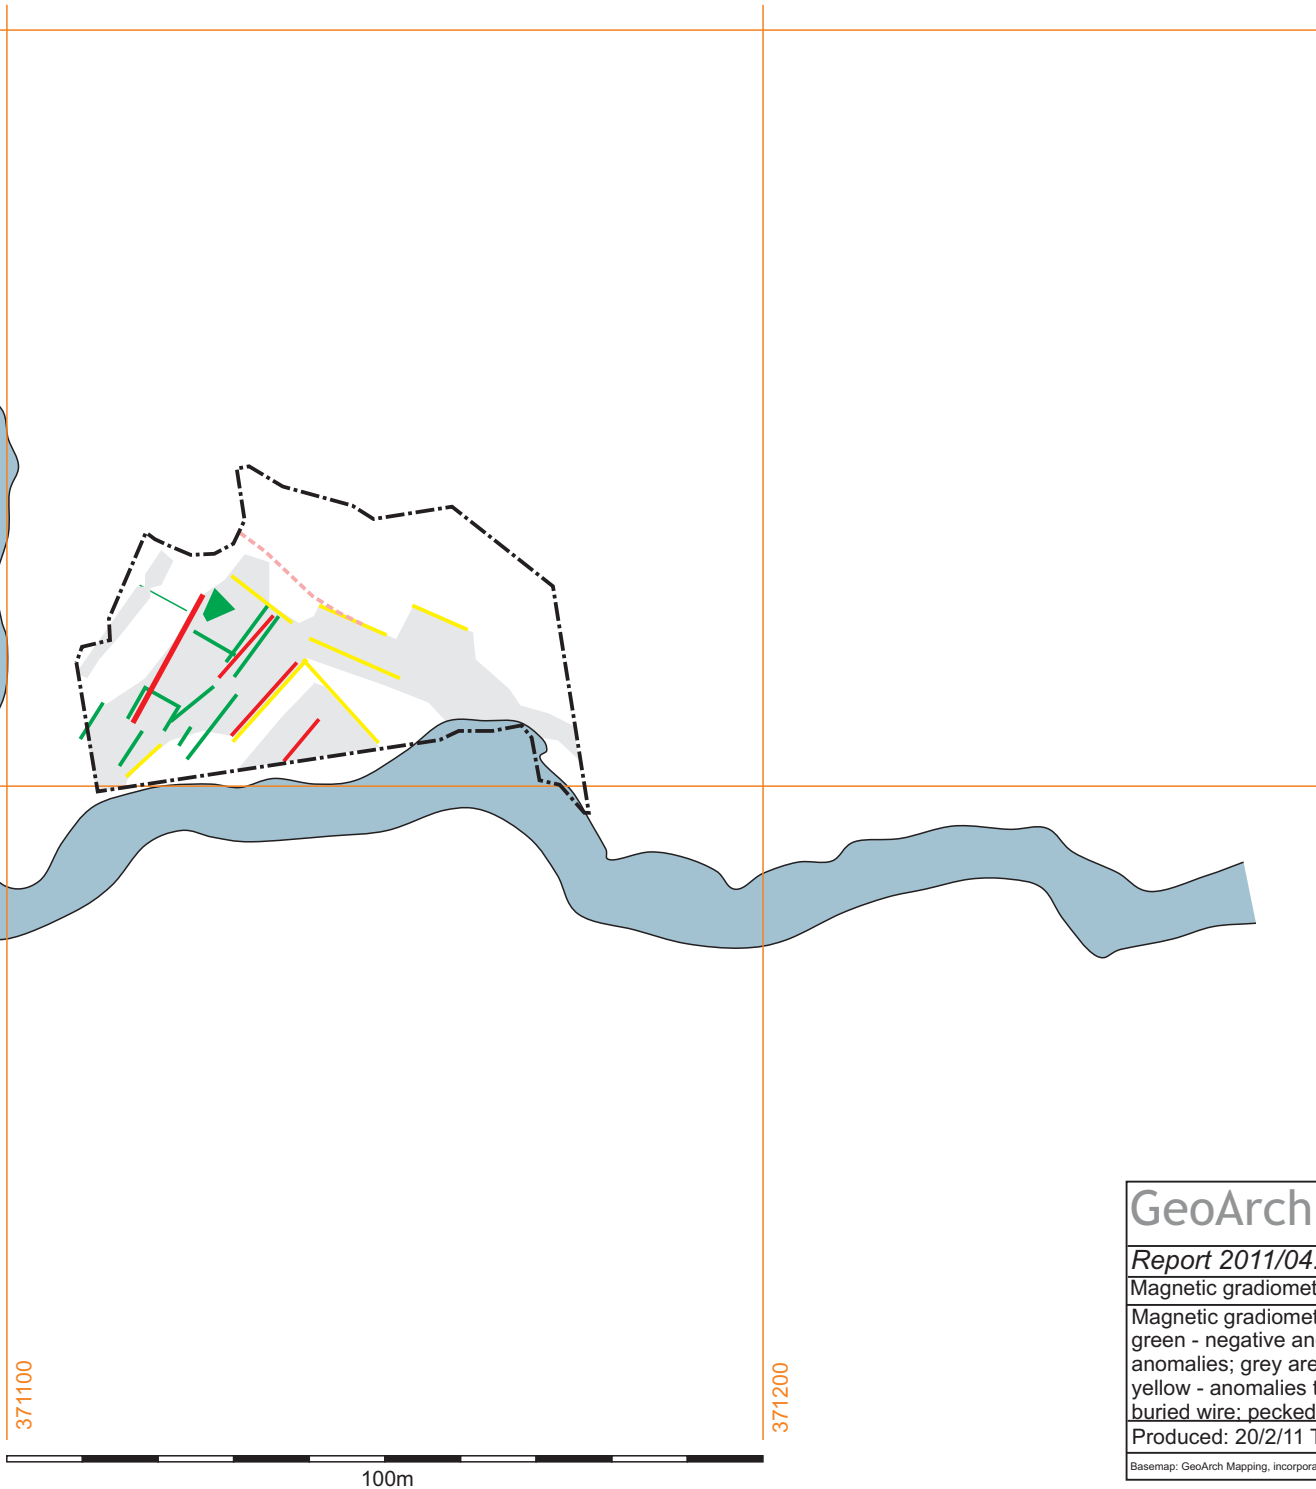 371100
371200
100m
GeoArch
Report 2011/04
Magnetic gradiomet
Magnetic gradiomet
green - negative an
anomalies; grey are
yellow - anomalies t
buried wire; pecked
Produced: 20/2/11 T
Basemap: GeoArch Mapping, incorpora